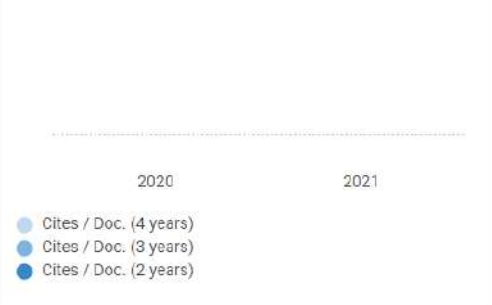 2020 2021
Cites / Doc. (4 years)
Cites / Doc. (3 years)
Cites / Doc. (2 years)